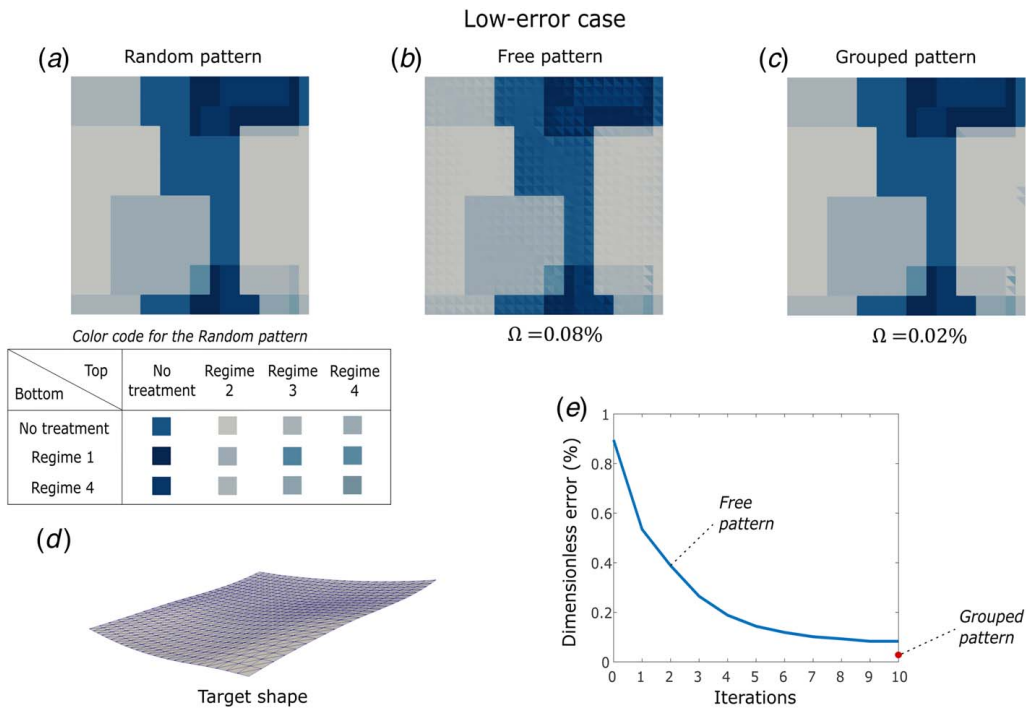 Low-error case
(a)
Random pattern
(b)
Free pattern
(c)
Grouped pattern
Ω =0.08%
Ω =0.02%
Color code for the Random pattern
Top
Bottom
No treatment
Regime 2
Regime 3
Regime 4
No treatment
Regime 1
Regime 4
(d)
Target shape
(e)
Dimensionless error (%)
1
0.8
0.6
0.4
0.2
0
0 1 2 3 4 5 6 7 8 9 10
Iterations
Free pattern
Grouped pattern